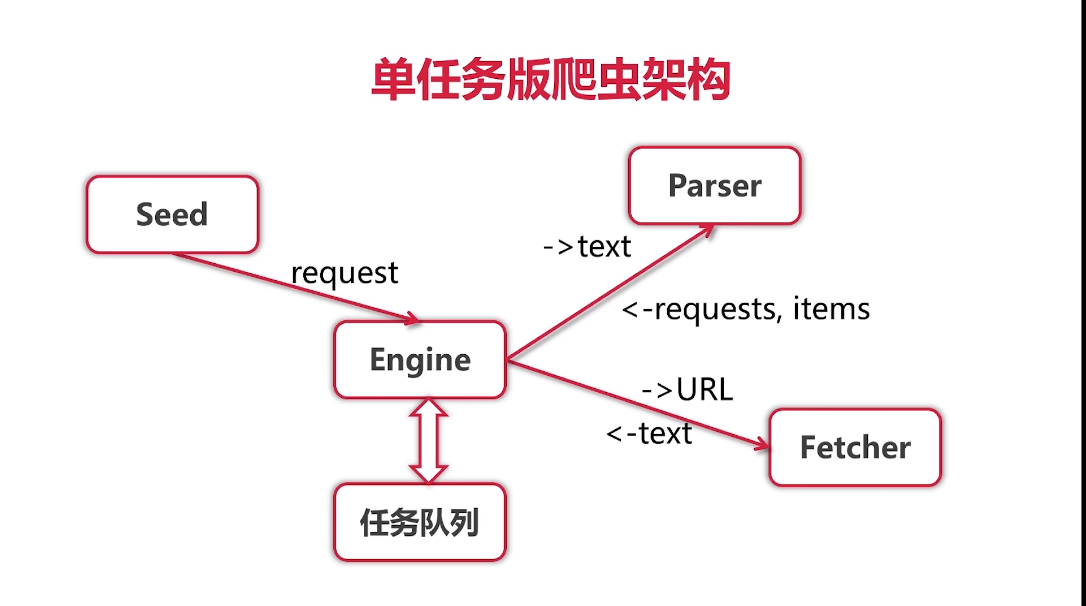 单任务版爬虫架构
Seed
Parser
->text
request
<-requests, items
Engine
->URL
<-text
Fetcher
任务队列